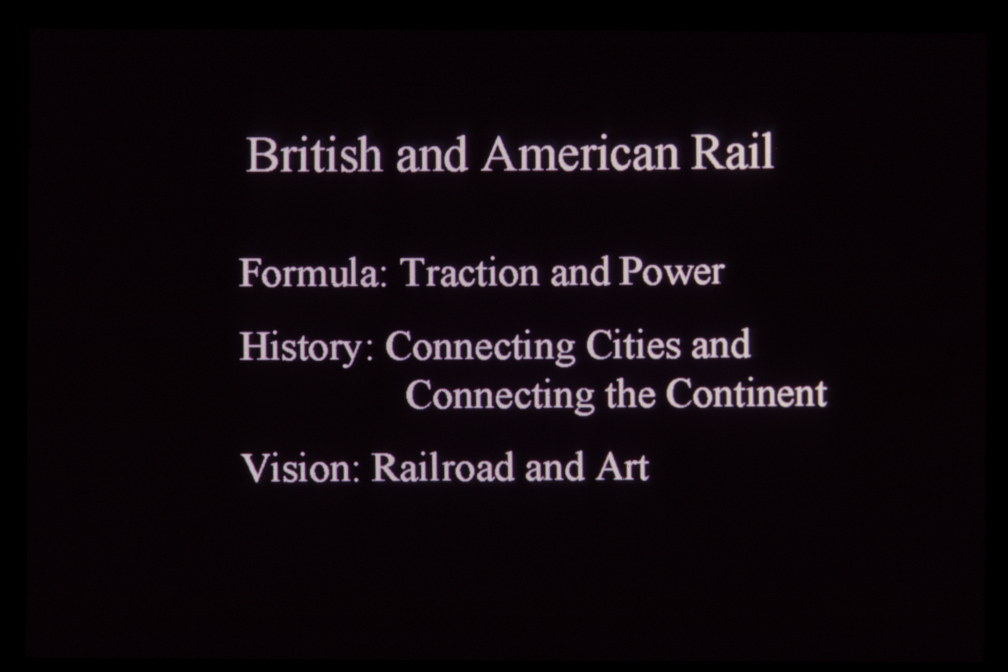 British and American Rail
Formula: Traction and Power
History: Connecting Cities and
Connecting the Continent
Vision: Railroad and Art